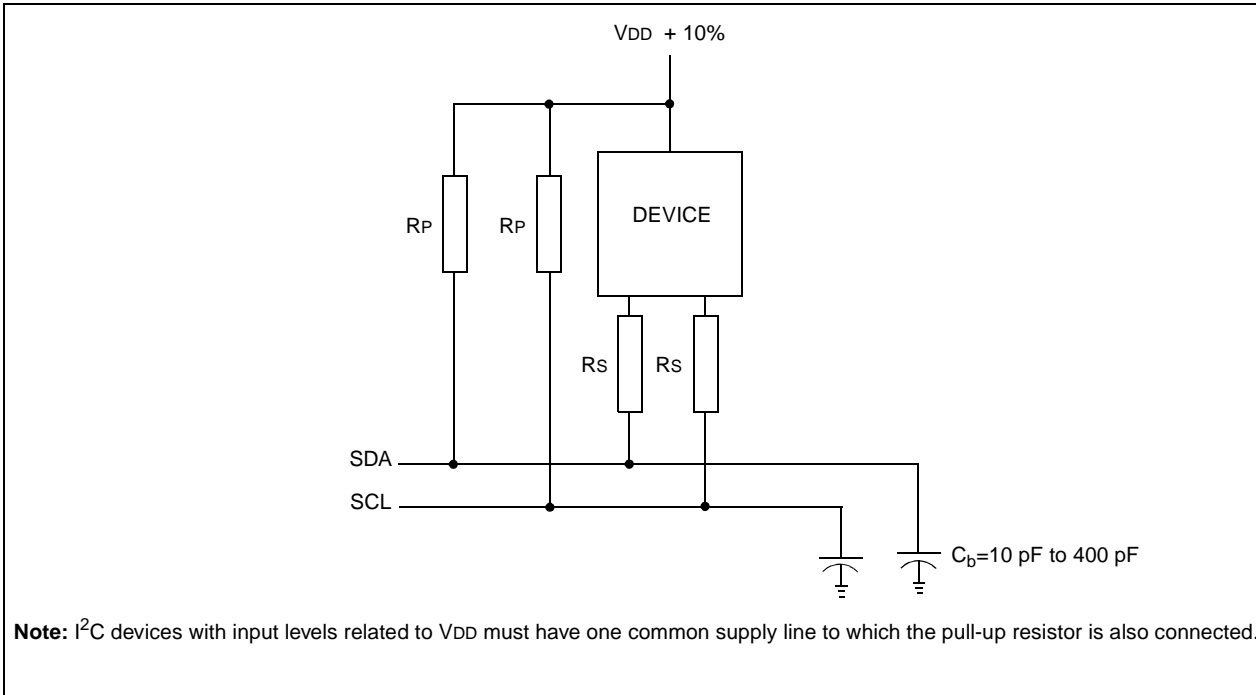 VDD + 10%
DEVICE
RP RP
RS RS
SDA
SCL
Cb=10 pF to 400 pF
Note: I2C devices with input levels related to VDD must have one common supply line to which the pull-up resistor is also connected.